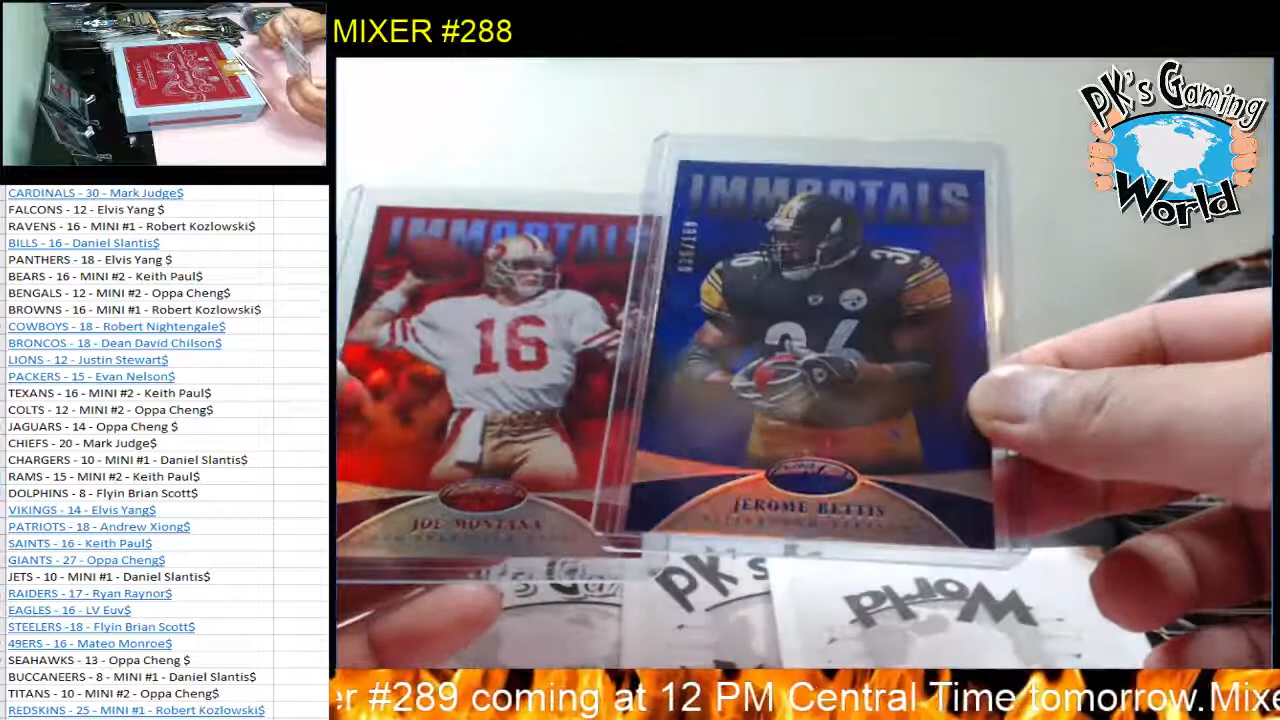 MIXER #288
PK's Gaming
World
CARDINALS - 30 - Mark Judge$
FALCONS - 12 - Elvis Yang $
RAVENS - 16 - MINI #1 - Robert Kozlowski$
BILLS - 16 - Daniel Slantis$
PANTHERS - 18 - Elvis Yang $
BEARS - 16 - MINI #2 - Keith Paul$
BENGALS - 12 - MINI #2 - Oppa Cheng$
BROWNS - 16 - MINI #1 - Robert Kozlowski$
COWBOYS - 18 - Robert Nightengale$
BRONCOS - 18 - Dean David Chilson$
LIONS - 12 - Justin Stewart$
PACKERS - 15 - Evan Nelson$
TEXANS - 16 - MINI #2 - Keith Paul$
COLTS - 12 - MINI #2 - Oppa Cheng$
JAGUARS - 14 - Oppa Cheng $
CHIEFS - 20 - Mark Judge$
CHARGERS - 10 - MINI #1 - Daniel Slantis$
RAMS - 15 - MINI #2 - Keith Paul$
DOLPHINS - 8 - Flyin Brian Scott$
VIKINGS - 14 - Elvis Yang$
PATRIOTS - 18 - Andrew Xiong$
SAINTS - 16 - Keith Paul$
GIANTS - 27 - Oppa Cheng$
JETS - 10 - MINI #1 - Daniel Slantis$
RAIDERS - 17 - Ryan Raynor$
EAGLES - 16 - LV Euv$
STEELERS -18 - Flyin Brian Scott$
49ERS - 16 - Mateo Monroe$
SEAHAWKS - 13 - Oppa Cheng $
BUCCANEERS - 8 - MINI #1 - Daniel Slantis$
TITANS - 10 - MINI #2 - Oppa Cheng$
REDSKINS - 25 - MINI #1 - Robert Kozlowski$
IMMORTALS
16
JOE MONTANA
IMMORTALS
36
34
JEROME BETTIS
PK's
World
er #289 coming at 12 PM Central Time tomorrow.Mixe